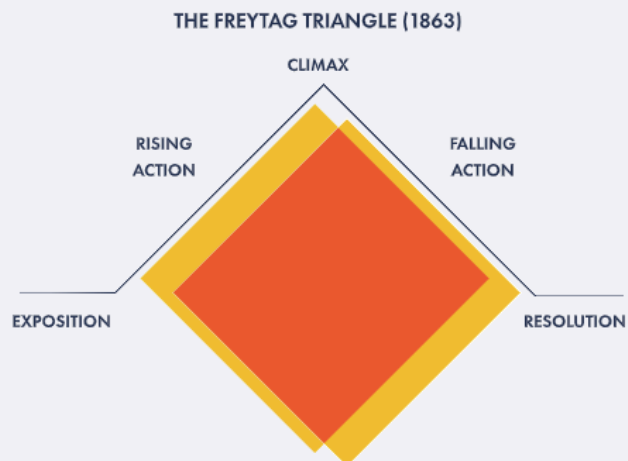 THE FREYTAG TRIANGLE (1863)
CLIMAX
RISING
ACTION
FALLING
ACTION
EXPOSITION
RESOLUTION